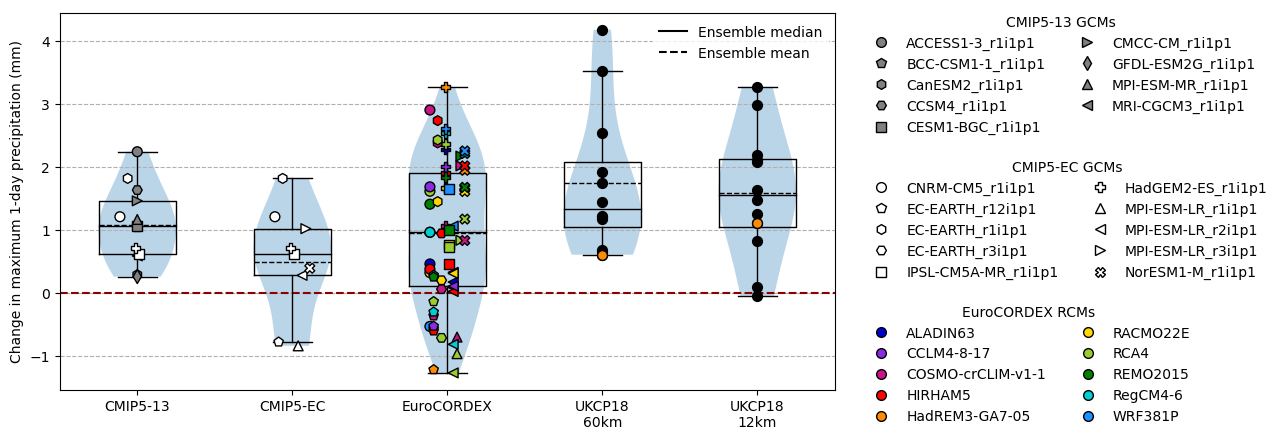 Change in maximum 1-day precipitation (mm)
4
3
2
1
0
−1
Ensemble median
Ensemble mean
CMIP5-13
CMIP5-EC
EuroCORDEX
UKCP18
60km
UKCP18
12km
CMIP5-13 GCMs
ACCESS1-3_r1i1p1
BCC-CSM1-1_r1i1p1
CanESM2_r1i1p1
CCSM4_r1i1p1
CESM1-BGC_r1i1p1
CMCC-CM_r1i1p1
GFDL-ESM2G_r1i1p1
MPI-ESM-MR_r1i1p1
MRI-CGCM3_r1i1p1
CMIP5-EC GCMs
CNRM-CM5_r1i1p1
EC-EARTH_r12i1p1
EC-EARTH_r1i1p1
EC-EARTH_r3i1p1
IPSL-CM5A-MR_r1i1p1
HadGEM2-ES_r1i1p1
MPI-ESM-LR_r1i1p1
MPI-ESM-LR_r2i1p1
MPI-ESM-LR_r3i1p1
NorESM1-M_r1i1p1
EuroCORDEX RCMs
ALADIN63
CCLM4-8-17
COSMO-crCLIM-v1-1
HIRHAM5
HadREM3-GA7-05
RACMO22E
RCA4
REMO2015
RegCM4-6
WRF381P